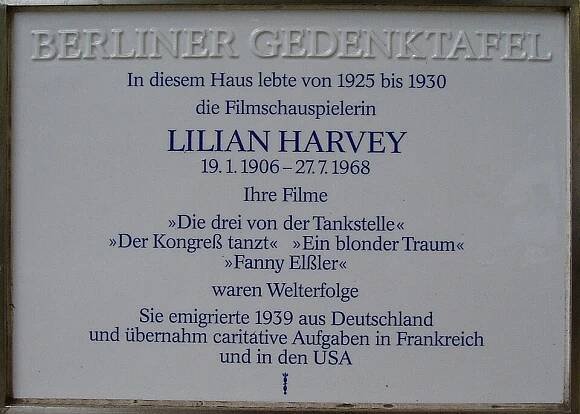 BERLINER GEDENKTAFEL
In diesem Haus lebte von 1925 bis 1930
die Filmschauspielerin
LILIAN HARVEY
19. 1. 1906 – 27. 7. 1968
Ihre Filme
»Die drei von der Tankstelle«
»Der Kongreß tanzt« »Ein blonder Traum«
»Fanny Elßler«
waren Welterfolge
Sie emigrierte 1939 aus Deutschland
und übernahm caritative Aufgaben in Frankreich
und in den USA